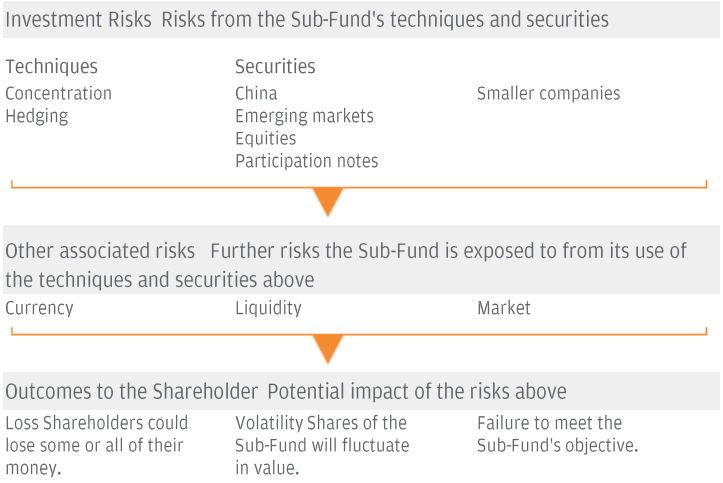 Investment Risks Risks from the Sub-Fund's techniques and securities
Techniques
Concentration
Hedging
Securities
China
Emerging markets
Equities
Participation notes
Smaller companies
Other associated risks Further risks the Sub-Fund is exposed to from its use of
the techniques and securities above
Currency
Liquidity
Market
Outcomes to the Shareholder Potential impact of the risks above
Loss Shareholders could
lose some or all of their
money.
Volatility Shares of the
Sub-Fund will fluctuate
in value.
Failure to meet the
Sub-Fund's objective.